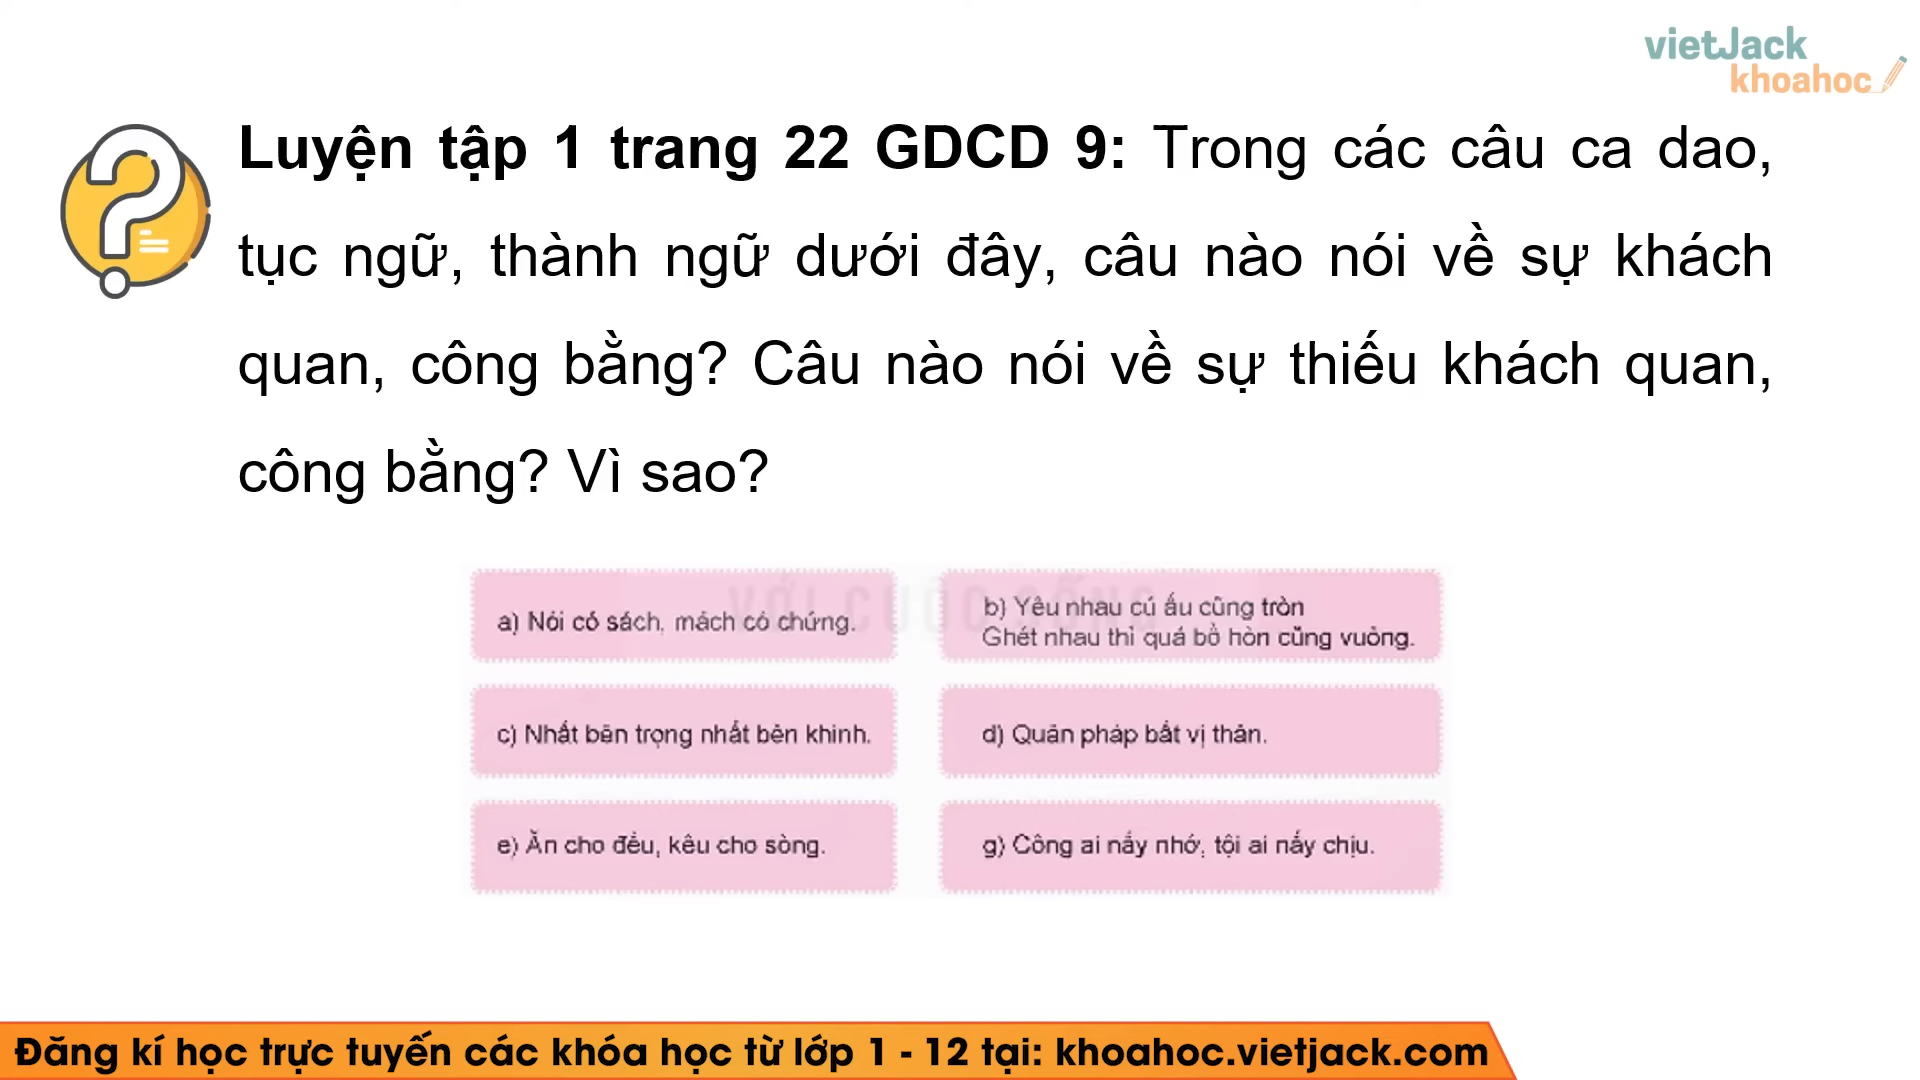 vietJack
khoahoc
Luyện tập 1 trang 22 GDCD 9: Trong các câu ca dao,
tục ngữ, thành ngữ dưới đây, câu nào nói về sự khách
quan, công bằng? Câu nào nói về sự thiếu khách quan,
công bằng? Vì sao?
VỚI CUỘC SỐNG
a) Nói có sách, mách có chứng.
b) Yêu nhau củ ấu cũng tròn
Ghét nhau thì quả bồ hòn cũng vuông.
c) Nhất bên trọng nhất bên khinh.
d) Quân pháp bất vị thân.
e) Ăn cho đều, kêu cho sòng.
g) Công ai nấy nhớ, tội ai nấy chịu.
Đăng kí học trực tuyến các khóa học từ lớp 1 - 12 tại: khoahoc.vietjack.com